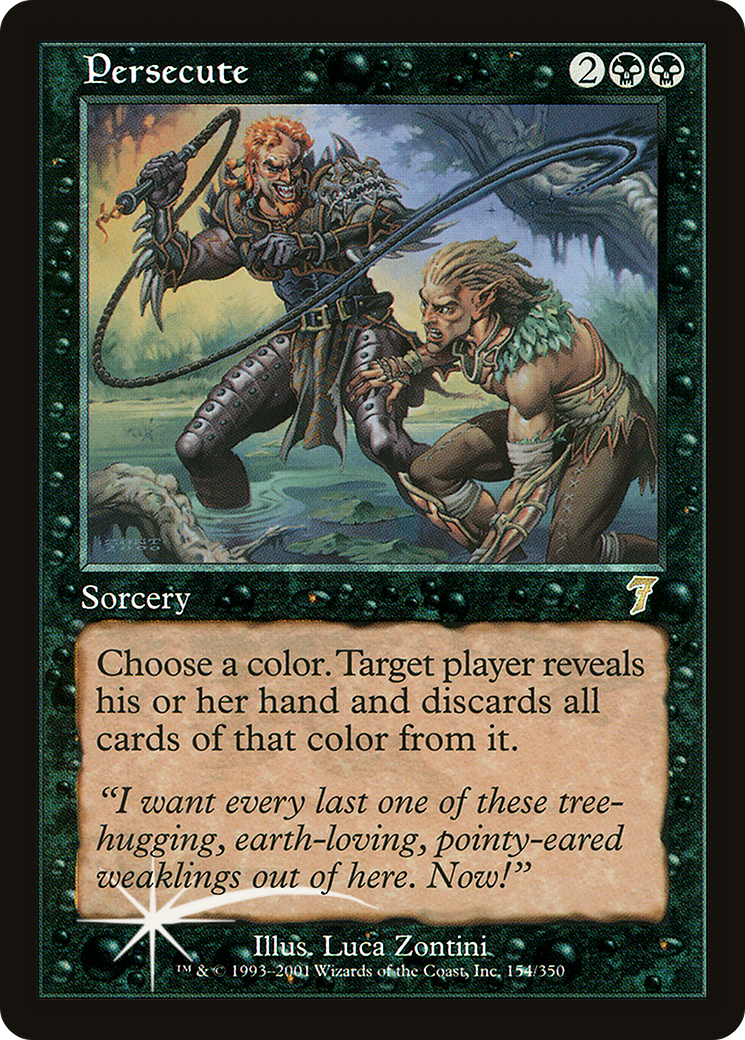 Persecute
2
Sorcery
7
Choose a color. Target player reveals
his or her hand and discards all
cards of that color from it.
“I want every last one of these tree-
hugging, earth-loving, pointy-eared
weaklings out of here. Now!”
Illus. Luca Zontini
™ & © 1993–2001 Wizards of the Coast, Inc. 154/350